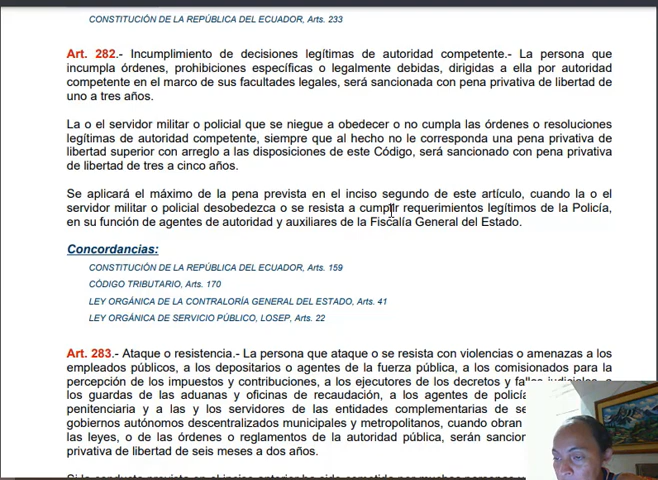 CONSTITUCIÓN DE LA REPÚBLICA DEL ECUADOR, Arts. 233
Art. 282.- Incumplimiento de decisiones legítimas de autoridad competente.- La persona que
incumpla órdenes, prohibiciones específicas o legalmente debidas, dirigidas a ella por autoridad
competente en el marco de sus facultades legales, será sancionada con pena privativa de libertad de
uno a tres años.
La o el servidor militar o policial que se niegue a obedecer o no cumpla las órdenes o resoluciones
legítimas de autoridad competente, siempre que al hecho no le corresponda una pena privativa de
libertad superior con arreglo a las disposiciones de este Código, será sancionado con pena privativa
de libertad de tres a cinco años.
Se aplicará el máximo de la pena prevista en el inciso segundo de este artículo, cuando la o el
servidor militar o policial desobedezca o se resista a cumplir requerimientos legítimos de la Policía,
en su función de agentes de autoridad y auxiliares de la Fiscalía General del Estado.
Concordancias:
CONSTITUCIÓN DE LA REPÚBLICA DEL ECUADOR, Arts. 159
CÓDIGO TRIBUTARIO, Arts. 170
LEY ORGÁNICA DE LA CONTRALORÍA GENERAL DEL ESTADO, Arts. 41
LEY ORGÁNICA DE SERVICIO PÚBLICO, LOSEP, Arts. 22
Art. 283.- Ataque o resistencia.- La persona que ataque o se resista con violencias o amenazas a los
empleados públicos, a los depositarios o agentes de la fuerza pública, a los comisionados para la
percepción de los impuestos y contribuciones, a los ejecutores de los decretos y
los guardas de las aduanas y oficinas de recaudación, a los agentes de policía
penitenciaria y a las y los servidores de las entidades complementarias de se
gobiernos autónomos descentralizados municipales y metropolitanos, cuando obran
las leyes, o de las órdenes o reglamentos de la autoridad pública, serán sancion
privativa de libertad de seis meses a dos años.